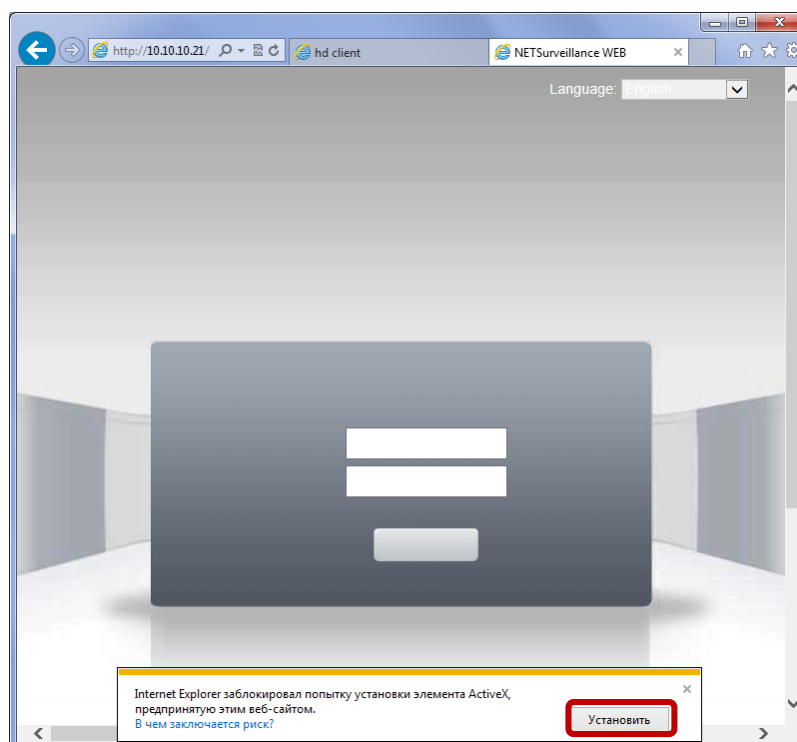 http://10.10.10.21/
hd client
NETSurveillance WEB
Language: English
Internet Explorer заблокировал попытку установки элемента ActiveX,
предпринятую этим веб-сайтом.
В чем заключается риск?
Установить